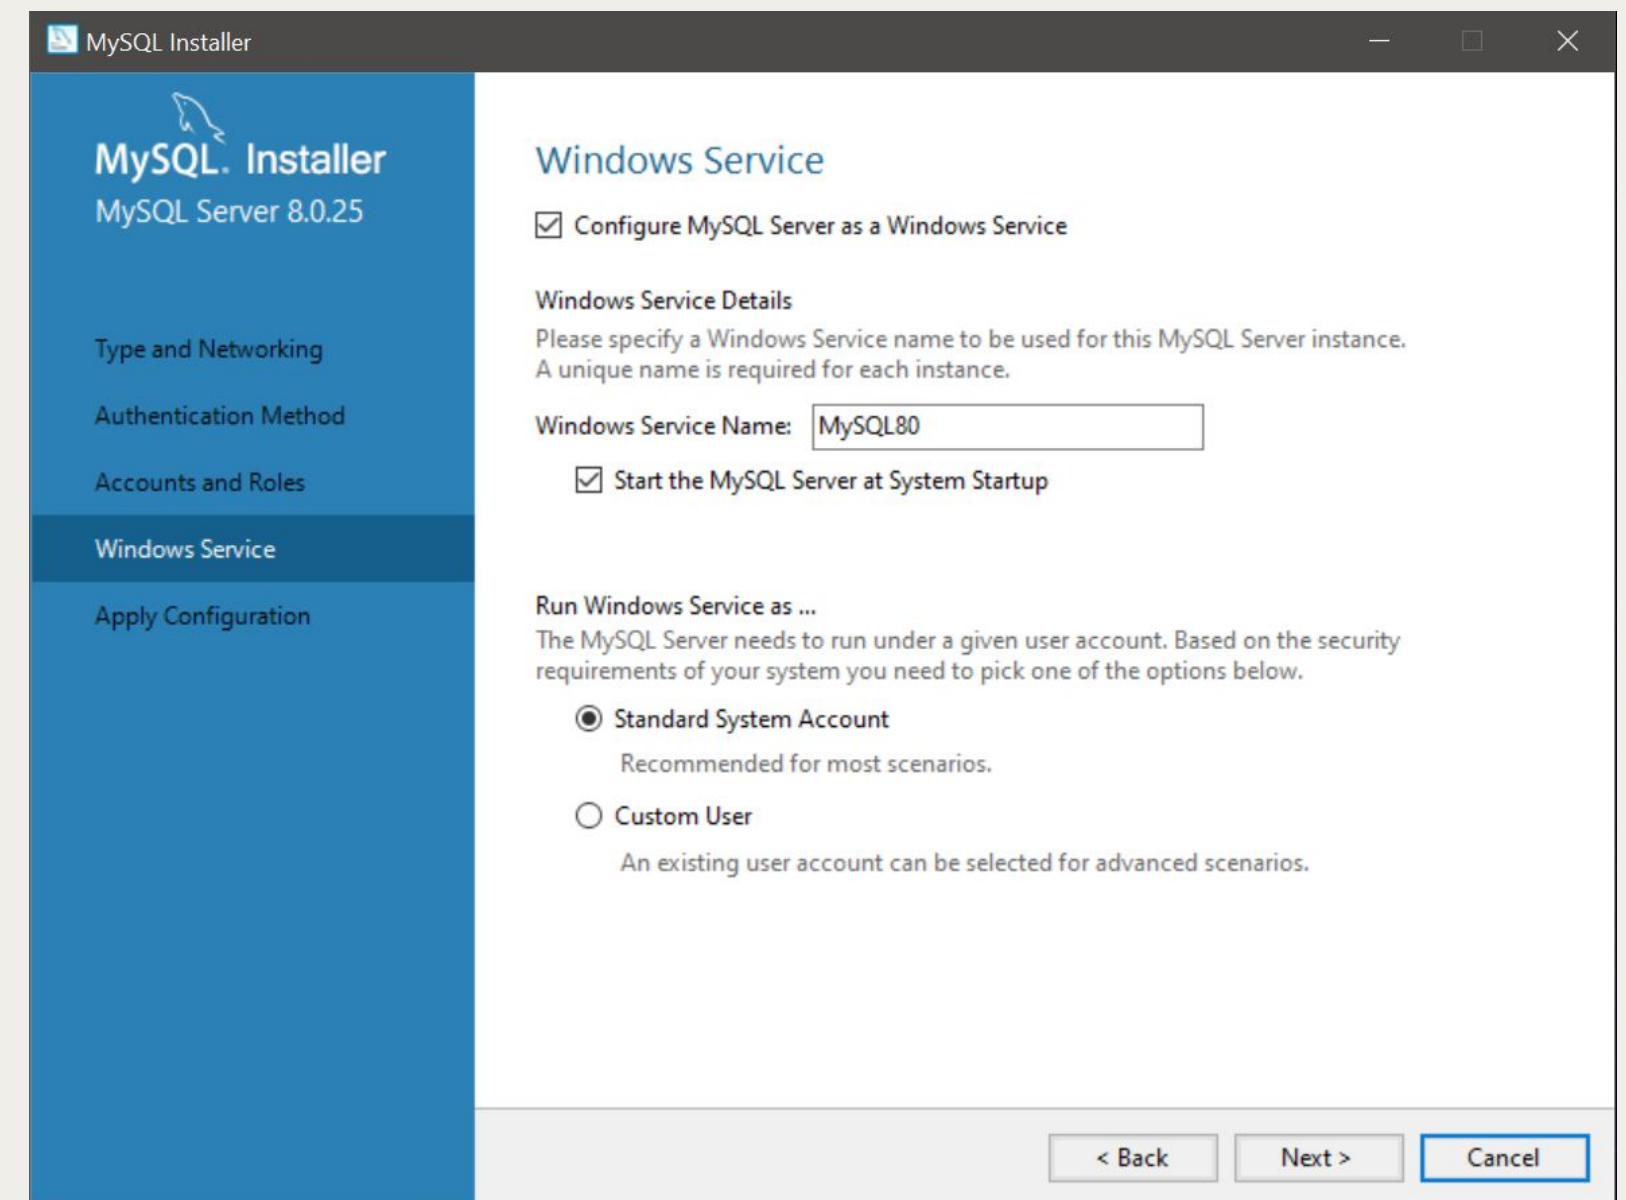 MySQL Installer
MySQL. Installer
MySQL Server 8.0.25
Type and Networking
Authentication Method
Accounts and Roles
Windows Service
Apply Configuration
Windows Service
Configure MySQL Server as a Windows Service
Windows Service Details
Please specify a Windows Service name to be used for this MySQL Server instance.
A unique name is required for each instance.
Windows Service Name: MySQL80
Start the MySQL Server at System Startup
Run Windows Service as ...
The MySQL Server needs to run under a given user account. Based on the security
requirements of your system you need to pick one of the options below.
Standard System Account
Recommended for most scenarios.
Custom User
An existing user account can be selected for advanced scenarios.
< Back Next > Cancel